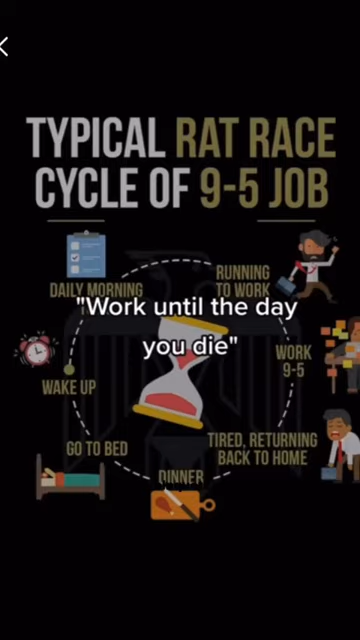 TYPICAL RAT RACE
CYCLE OF 9-5 JOB
DAILY MORNING
RUNNING
TO WORK
"Work until the day
you die"
WORK
9-5
WAKE UP
TIRED, RETURNING
BACK TO HOME
GO TO BED
DINNER